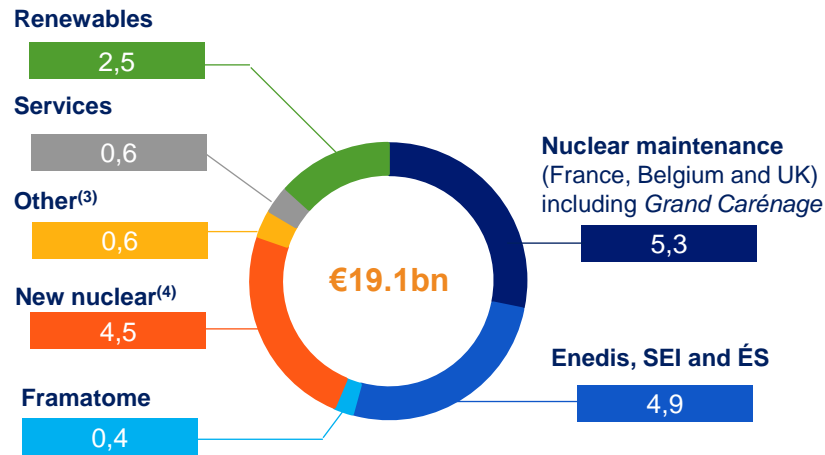 Renewables
2,5
Services
0,6
Other(3)
0,6
New nuclear(4)
4,5
Framatome
0,4
€19.1bn
Nuclear maintenance
(France, Belgium and UK)
including Grand Carénage
5,3
Enedis, SEI and ÉS
4,9